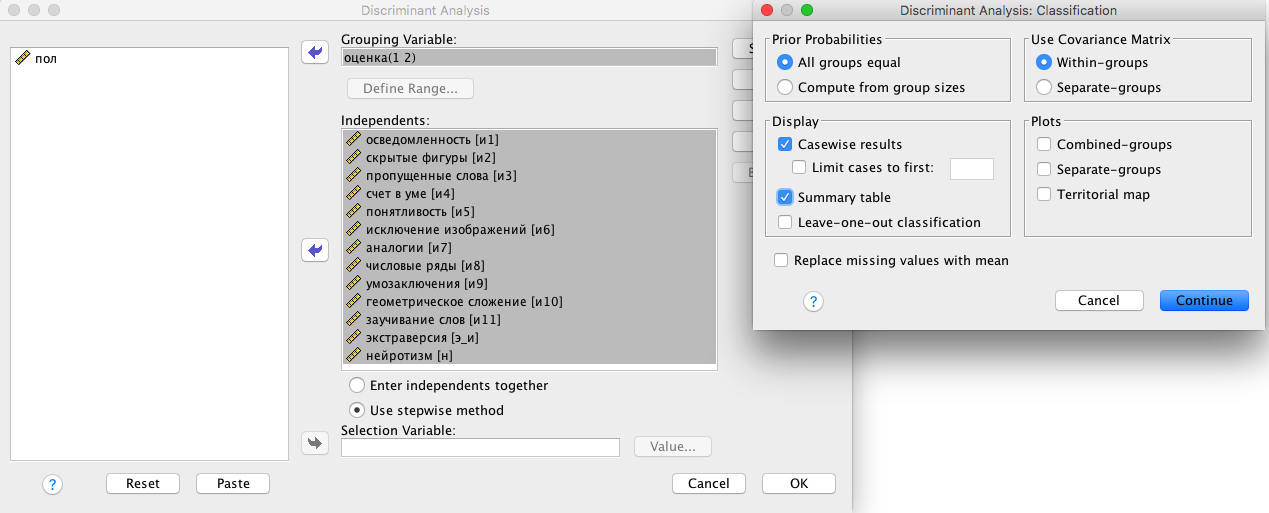 Discriminant Analysis
пол
Grouping Variable:
оценка(1 2)
Define Range...
Independents:
осведомленность [и1]
скрытые фигуры [и2]
пропущенные слова [и3]
счет в уме [и4]
понятливость [и5]
исключение изображений [и6]
аналогии [и7]
числовые ряды [и8]
умозаключения [и9]
геометрическое сложение [и10]
заучивание слов [и11]
экстраверсия [э_и]
нейротизм [н]
Enter independents together
Use stepwise method
Selection Variable:
Value...
?
Reset
Paste
Cancel
OK
Discriminant Analysis: Classification
Prior Probabilities
All groups equal
Compute from group sizes
Use Covariance Matrix
Within-groups
Separate-groups
Display
Casewise results
Limit cases to first:
Summary table
Leave-one-out classification
Plots
Combined-groups
Separate-groups
Territorial map
Replace missing values with mean
?
Cancel
Continue